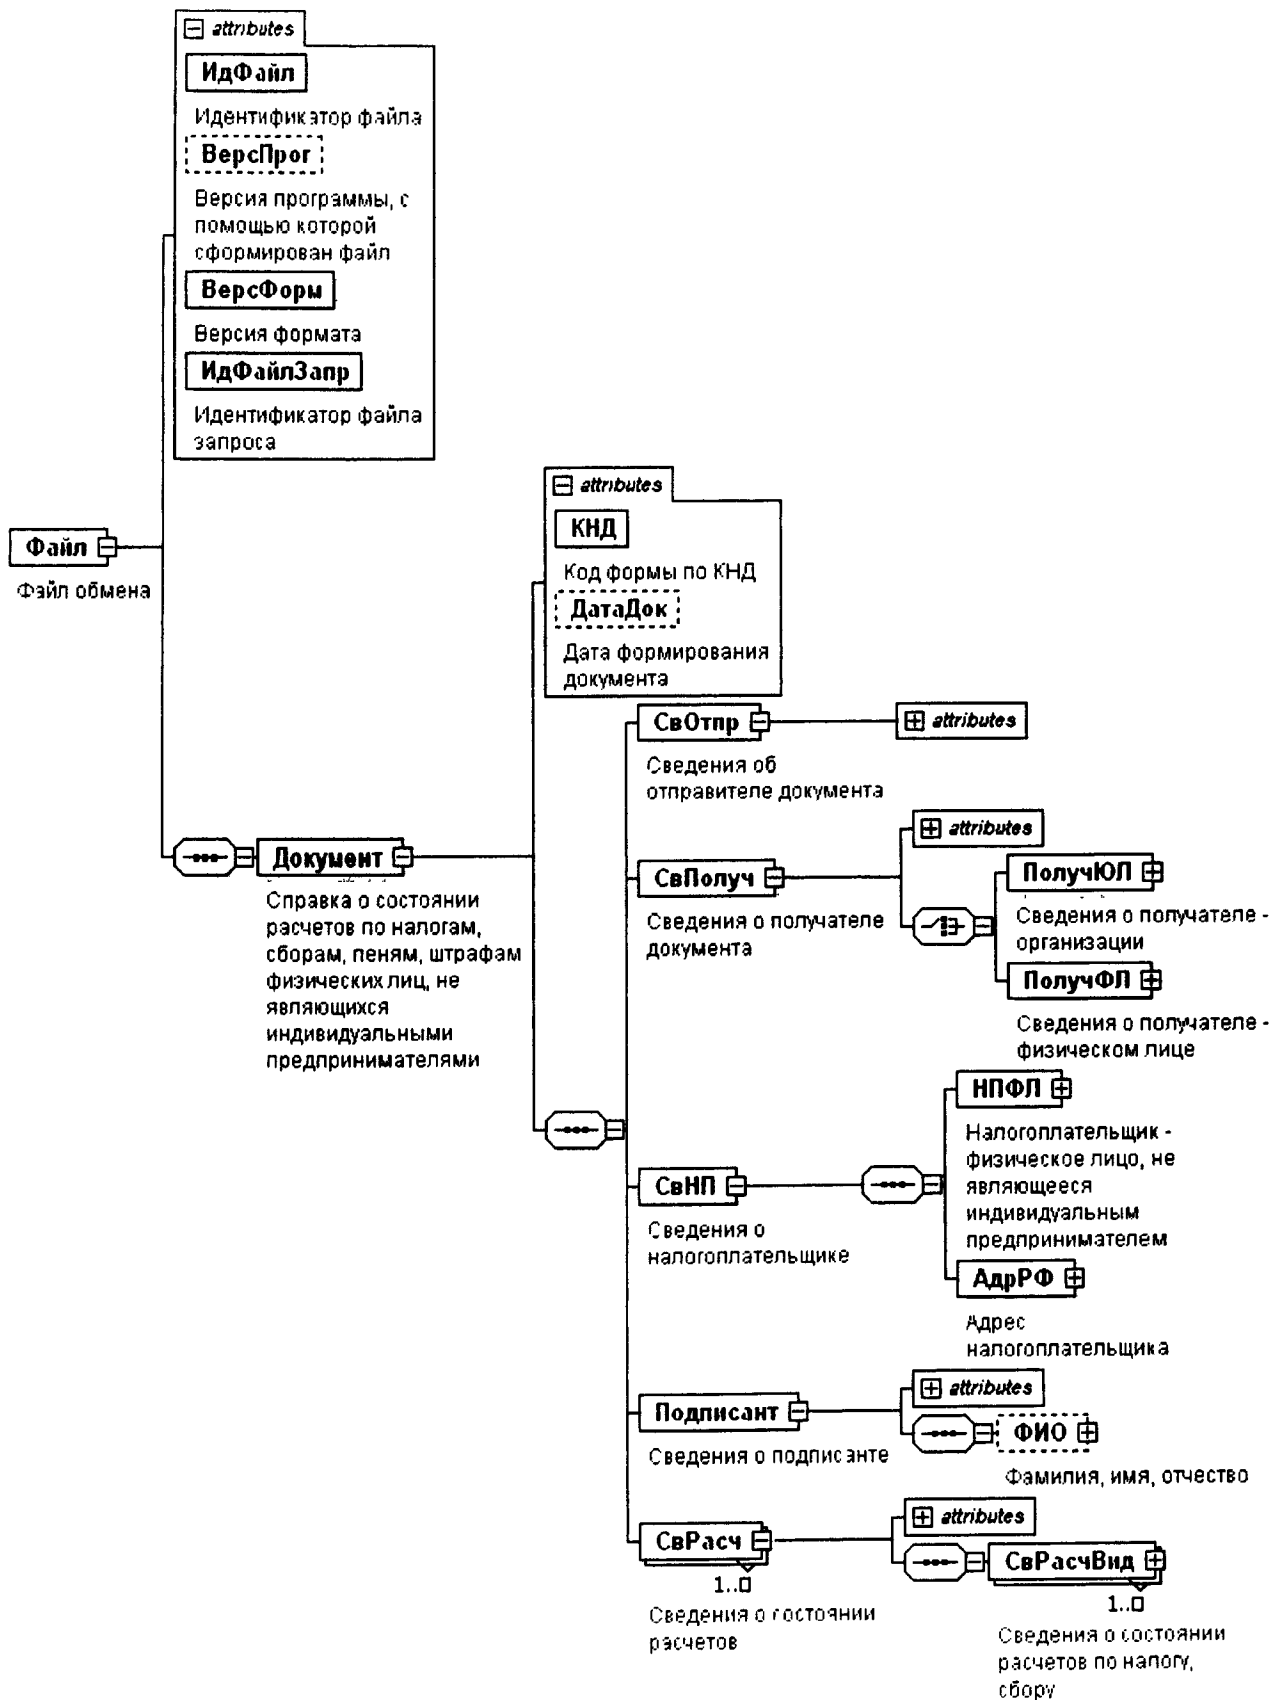 attributes
ИдФайл
Идентификатор файла
ВерсПрог
Версия программы, с
помощью которой
сформирован файл
ВерсФорм
Версия формата
ИдФайлЗапр
Идентификатор файла
запроса
Файл
Файл обмена
attributes
КНД
Код формы по КНД
ДатаДок
Дата формирования
документа
Документ
Справка о состоянии
расчетов по налогам,
сборам, пеням, штрафам
физических лиц, не
являющихся
индивидуальными
предпринимателями
СвОтпр
attributes
Сведения об
отправителе документа
СвПолуч
Сведения о получателе
документа
attributes
ПолучЮЛ
Сведения о получателе -
организации
ПолучФЛ
Сведения о получателе -
физическом лице
СвНП
Сведения о
налогоплательщике
НПФЛ
Налогоплательщик -
физическое лицо, не
являющееся
индивидуальным
предпринимателем
АдрРФ
Адрес
налогоплательщика
Подписант
Сведения о подписанте
attributes
ФИО
Фамилия, имя, отчество
СвРасч
1..□
Сведения о состоянии
расчетов
attributes
СвРасчВид
1..□
Сведения о состоянии
расчетов по налогу,
сбору